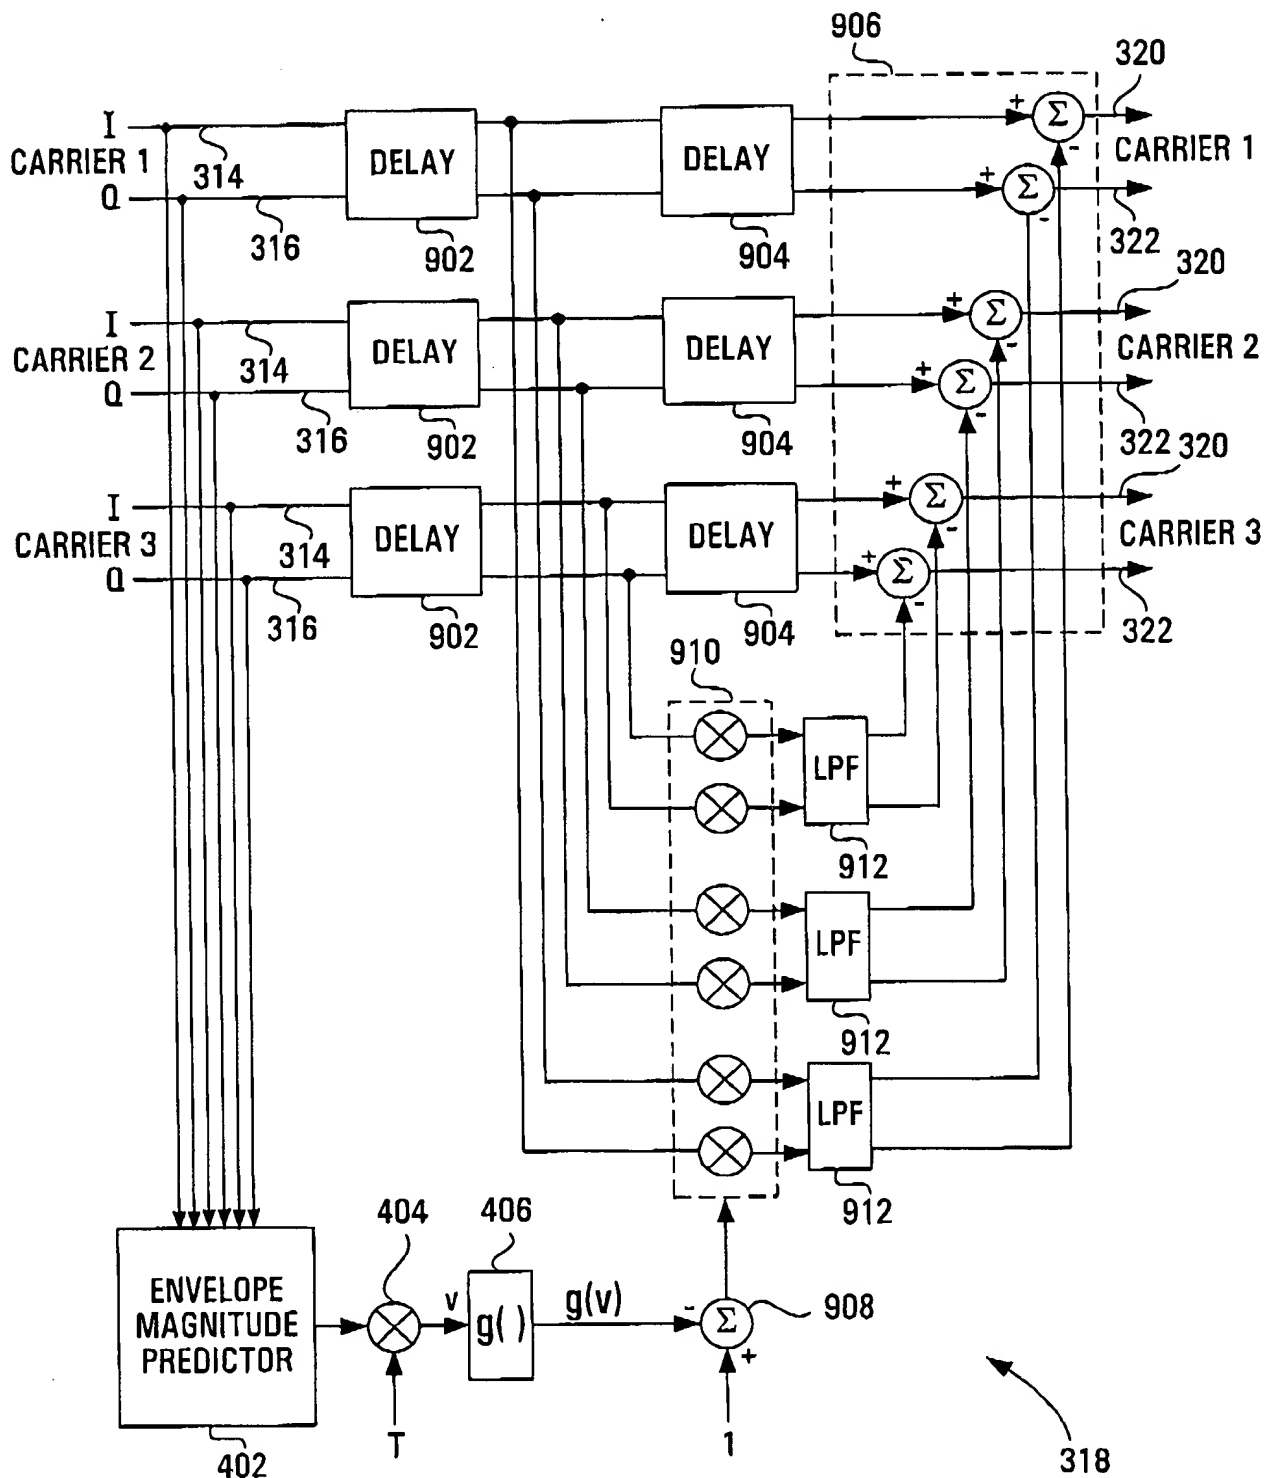 906
320
I
CARRIER 1
Q
314
316
DELAY
902
DELAY
904
+
Σ
-
+
Σ
-
CARRIER 1
322
320
I
CARRIER 2
Q
314
316
DELAY
902
DELAY
904
+
Σ
-
+
Σ
-
CARRIER 2
322
320
I
CARRIER 3
Q
314
316
DELAY
902
DELAY
904
+
Σ
-
+
Σ
-
CARRIER 3
322
910
LPF
912
LPF
912
LPF
912
ENVELOPE
MAGNITUDE
PREDICTOR
402
404
T
v
406
g( )
g(v)
-
Σ
+
908
1
318